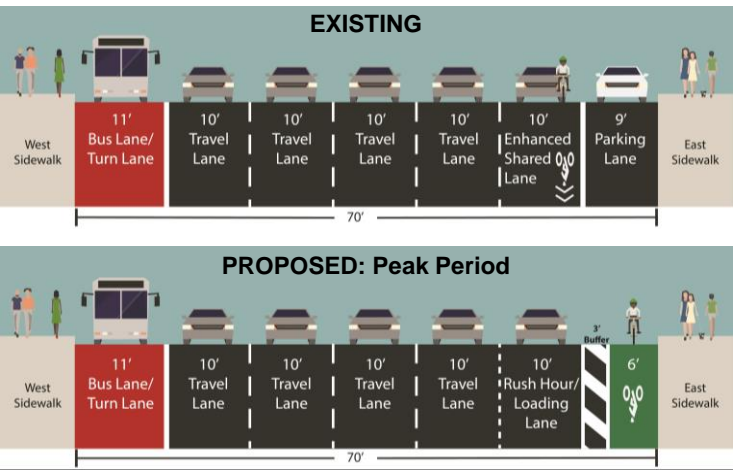 EXISTING
West
Sidewalk
11'
Bus Lane/
Turn Lane
10'
Travel
Lane
10'
Travel
Lane
10'
Travel
Lane
10'
Travel
Lane
10'
Enhanced
Shared
Lane
9'
Parking
Lane
East
Sidewalk
70'
PROPOSED: Peak Period
West
Sidewalk
11'
Bus Lane/
Turn Lane
10'
Travel
Lane
10'
Travel
Lane
10'
Travel
Lane
10'
Travel
Lane
10'
Rush Hour/
Loading
Lane
3'
Buffer
6'
East
Sidewalk
70'